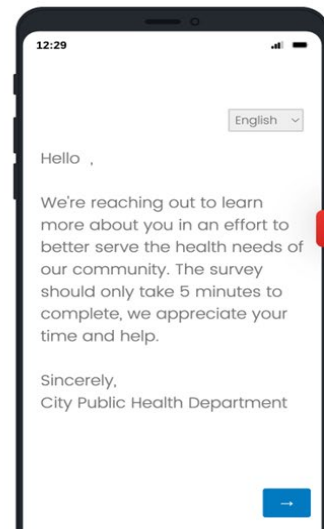 12:29
English
Hello ,
We're reaching out to learn
more about you in an effort to
better serve the health needs of
our community. The survey
should only take 5 minutes to
complete, we appreciate your
time and help.
Sincerely,
City Public Health Department
→